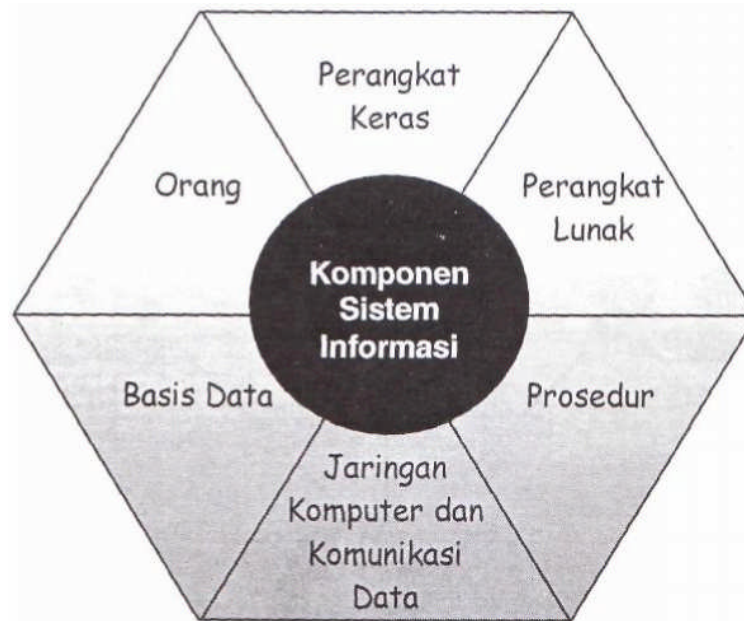 Perangkat
Keras
Orang
Perangkat
Lunak
Komponen
Sistem
Informasi
Basis Data
Prosedur
Jaringan
Komputer dan
Komunikasi
Data